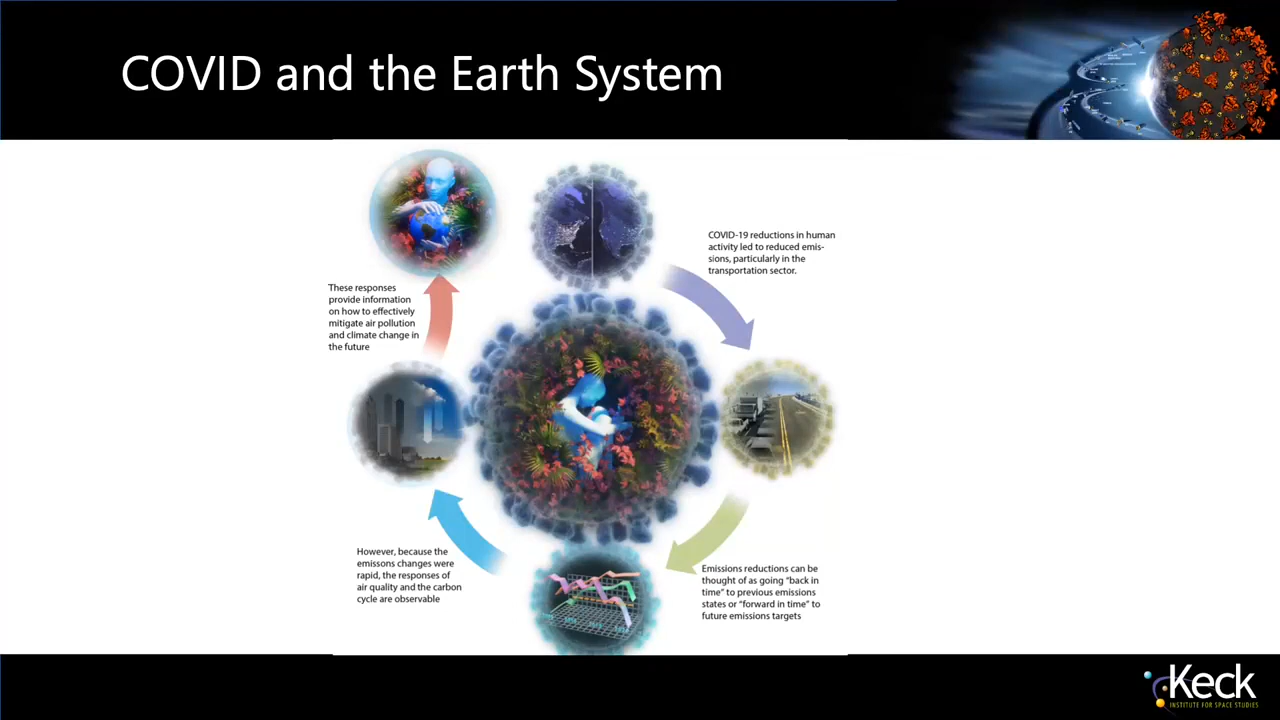 COVID and the Earth System
COVID-19 reductions in human
activity led to reduced emis-
sions, particularly in the
transportation sector.
These responses
provide information
on how to effectively
mitigate air pollution
and climate change in
the future
However, because the
emissons changes were
rapid, the responses of
air quality and the carbon
cycle are observable
Emissions reductions can be
thought of as going "back in
time" to previous emissions
states or "forward in time" to
future emissions targets
Keck
INSTITUTE FOR SPACE STUDIES